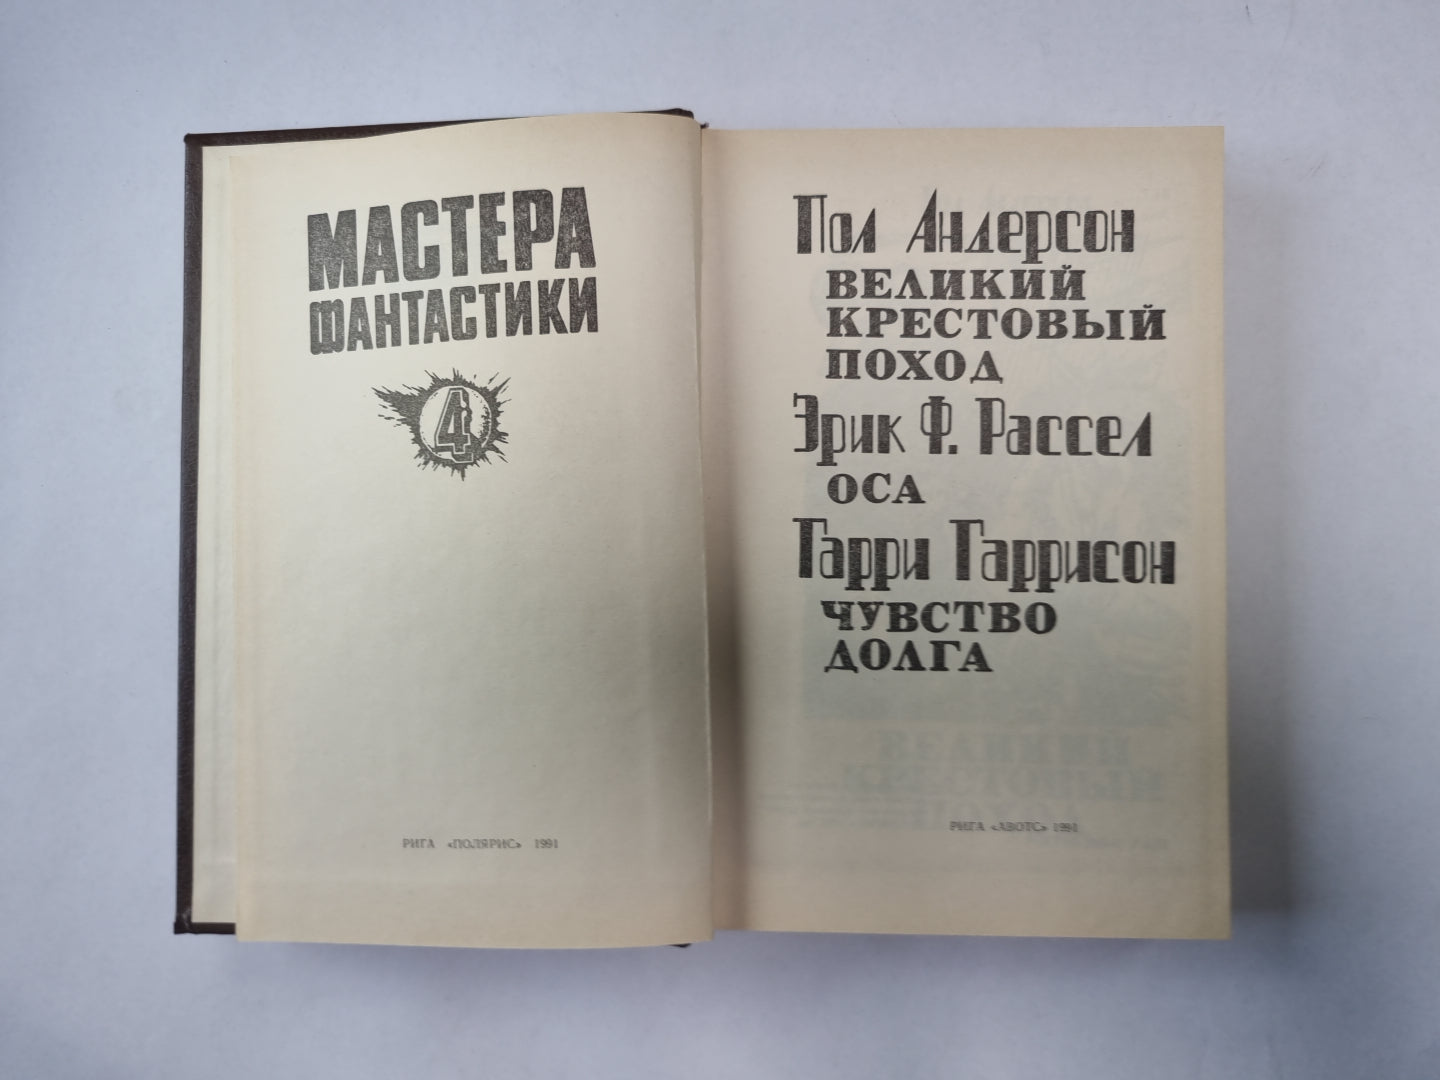 МАСТЕРА
ФАНТАСТИКИ
4
РИГА «ПОЛЯРИС» 1991
Пол Андерсон
ВЕЛИКИЙ
КРЕСТОВЫЙ
ПОХОД
Эрик Ф. Рассел
ОСА
Гарри Гаррисон
ЧУВСТВО
ДОЛГА
РИГА «АВОТС» 1991